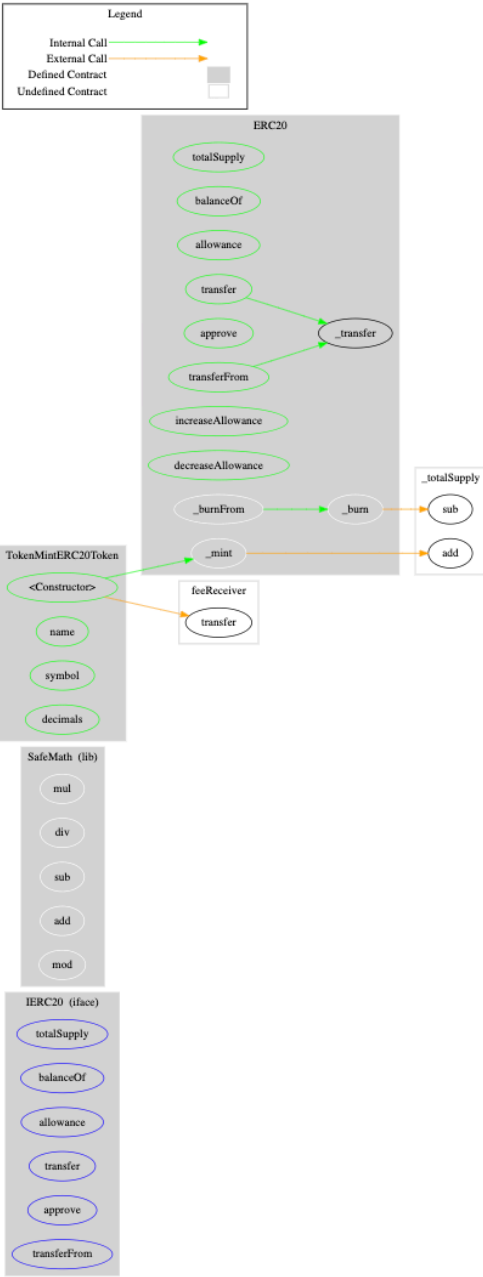 Legend
Internal Call
External Call
Defined Contract
Undefined Contract
ERC20
totalSupply
balanceOf
allowance
transfer
approve
_transfer
transferFrom
increaseAllowance
decreaseAllowance
_burnFrom
_burn
_mint
_totalSupply
sub
add
TokenMintERC20Token
<Constructor>
name
symbol
decimals
feeReceiver
transfer
SafeMath (lib)
mul
div
sub
add
mod
IERC20 (iface)
totalSupply
balanceOf
allowance
transfer
approve
transferFrom